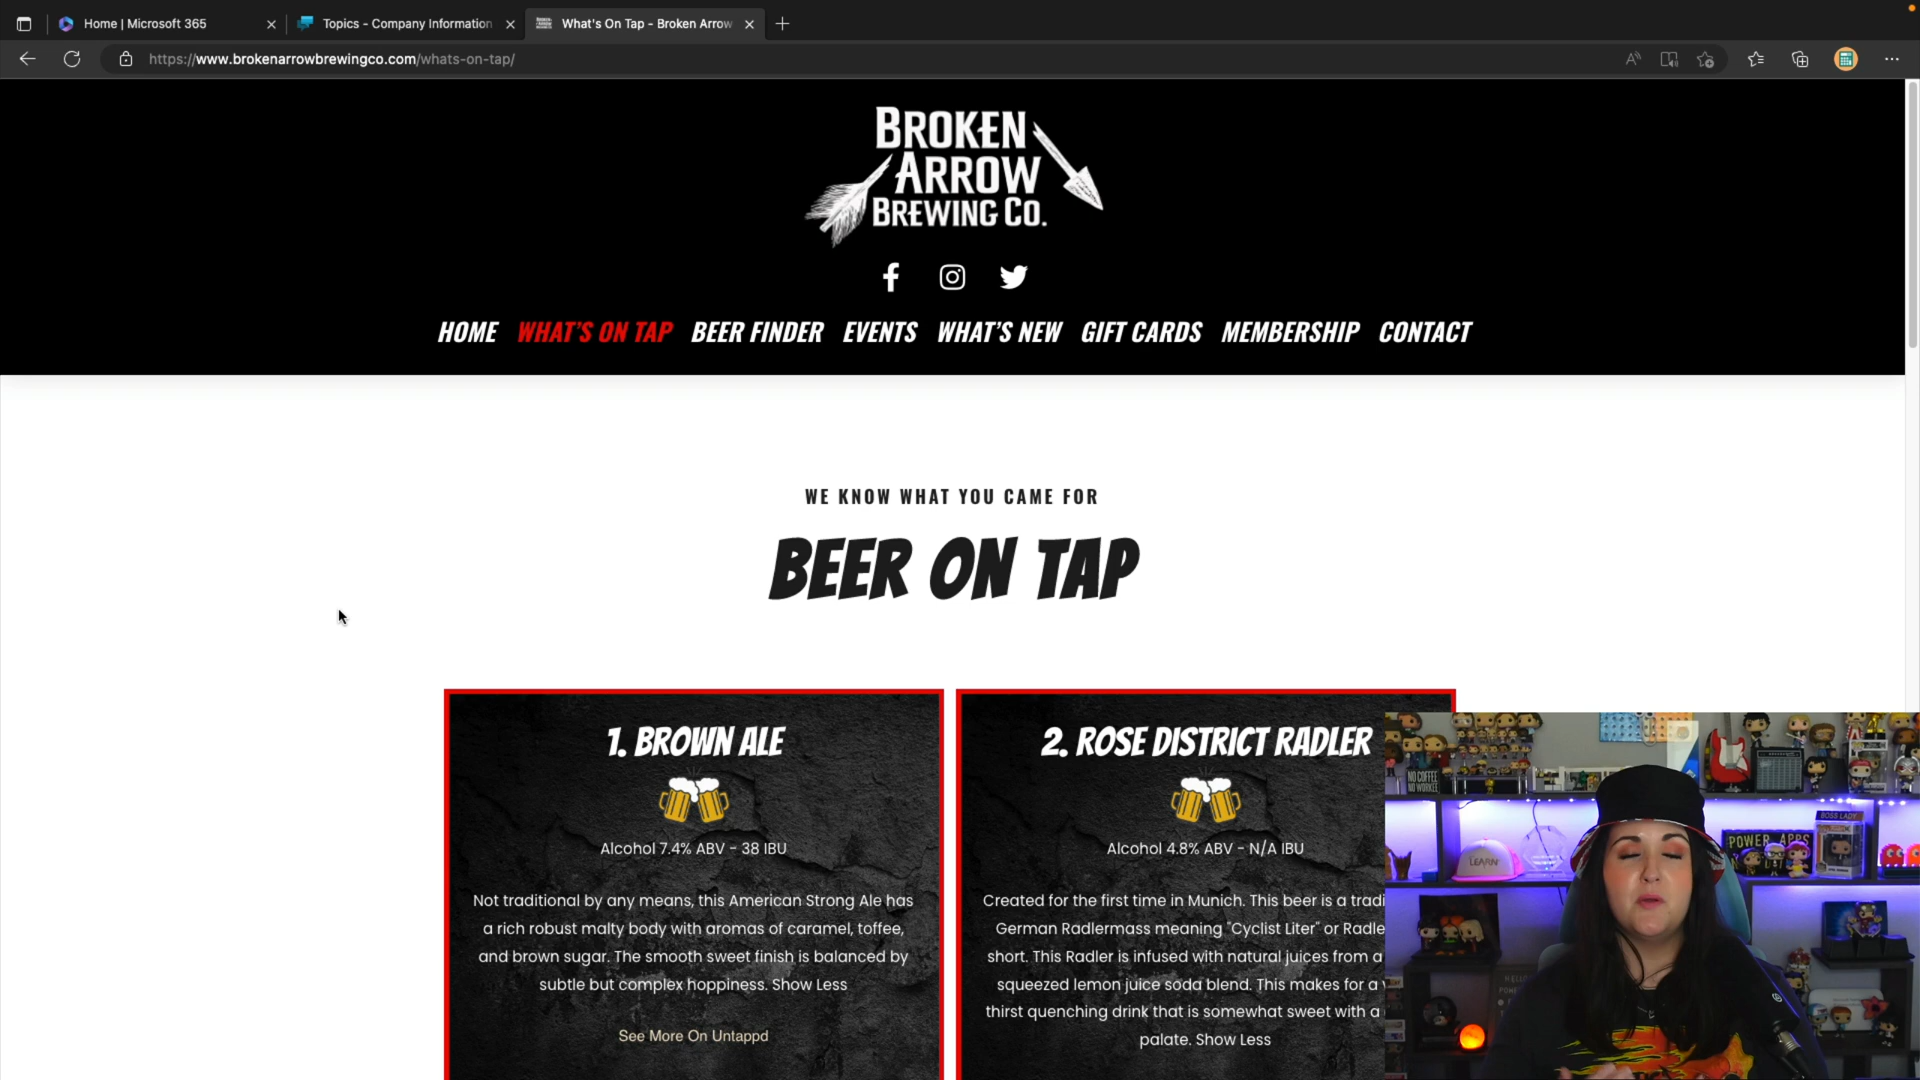 Home | Microsoft 365
Topics - Company Information
What's On Tap - Broken Arrow
https://www.brokenarrowbrewingco.com/whats-on-tap/
BROKEN
ARROW
BREWING CO.
HOME WHAT'S ON TAP BEER FINDER EVENTS WHAT'S NEW GIFT CARDS MEMBERSHIP CONTACT
WE KNOW WHAT YOU CAME FOR
BEER ON TAP
1. BROWN ALE
Alcohol 7.4% ABV - 38 IBU
Not traditional by any means, this American Strong Ale has
a rich robust malty body with aromas of caramel, toffee,
and brown sugar. The smooth sweet finish is balanced by
subtle but complex hoppiness. Show Less
See More On Untappd
2. ROSE DISTRICT RADLER
Alcohol 4.8% ABV - N/A IBU
Created for the first time in Munich. This beer is a tradi
German Radlermass meaning "Cyclist Liter" or Radle
short. This Radler is infused with natural juices from a
squeezed lemon juice soda blend. This makes for a
thirst quenching drink that is somewhat sweet with a
palate. Show Less
NO COFFEE
NO WORKEE
LEARN
POWER APPS
BOSS LADY